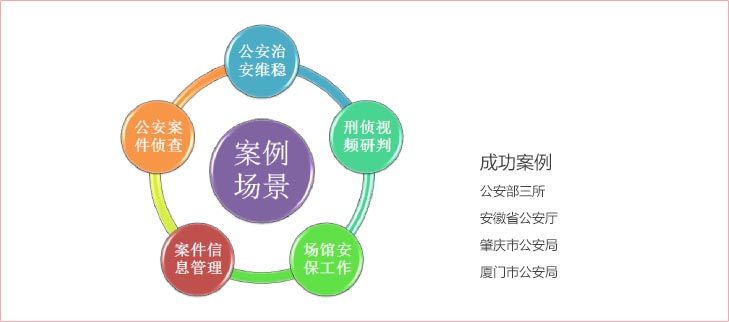 公安治
安维稳
公安案
件侦查
刑侦视
频研判
案例
场景
案件信
息管理
场馆安
保工作
成功案例
公安部三所
安徽省公安厅
肇庆市公安局
厦门市公安局